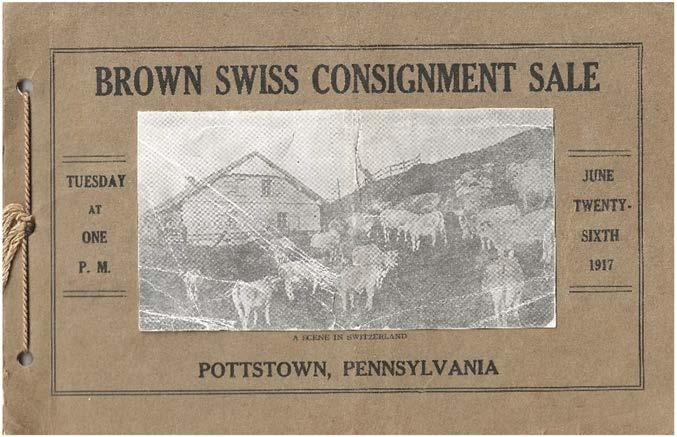 BROWN SWISS CONSIGNMENT SALE
TUESDAY
AT
ONE
P. M.
JUNE
TWENTY-
SIXTH
1917
A SCENE IN SWITZERLAND
POTTSTOWN, PENNSYLVANIA